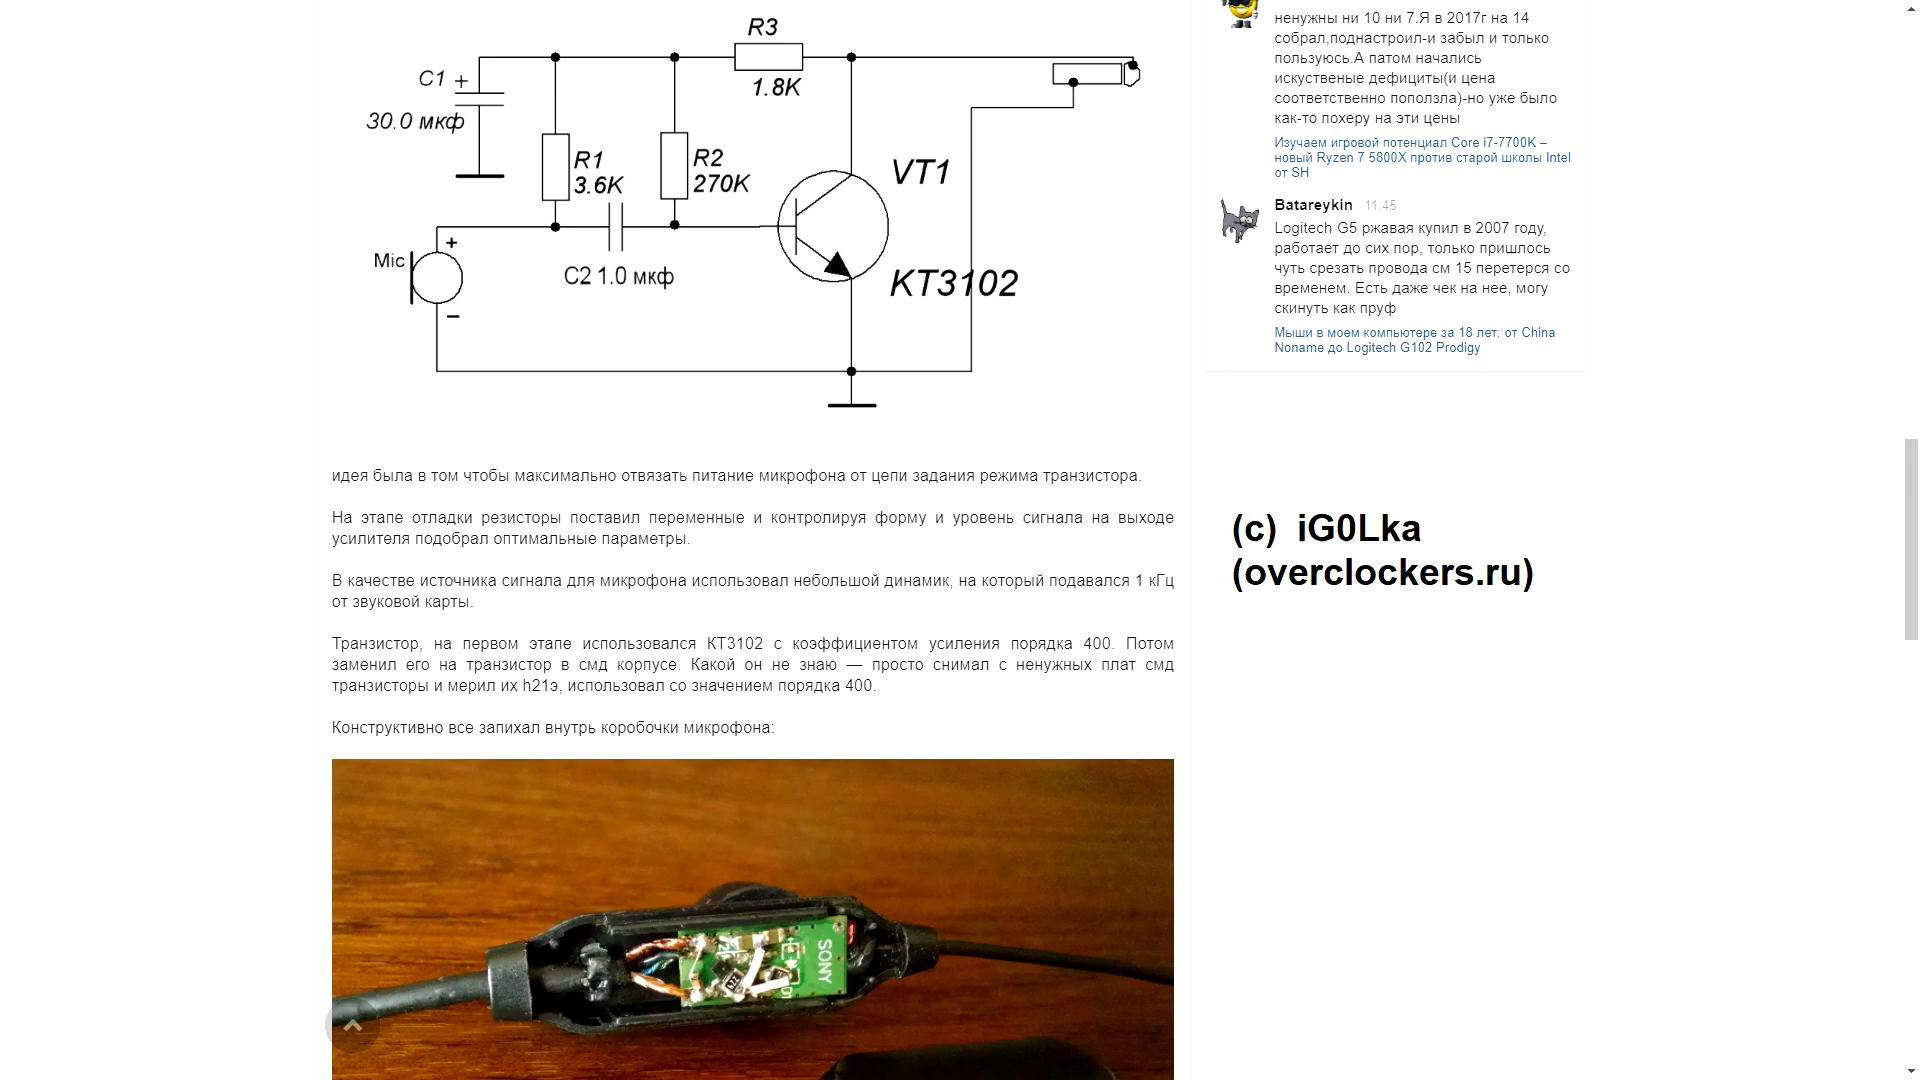 R3
C1 +
1.8K
30.0 мкф
R1
3.6K
R2
270K
VT1
+
Mic
C2 1.0 мкф
KT3102
−
идея была в том чтобы максимально отвязать питание микрофона от цепи задания режима транзистора.
На этапе отладки резисторы поставил переменные и контролируя форму и уровень сигнала на выходе
усилителя подобрал оптимальные параметры.
В качестве источника сигнала для микрофона использовал небольшой динамик, на который подавался 1 кГц
от звуковой карты.
Транзистор, на первом этапе использовался КТ3102 с коэффициентом усиления порядка 400. Потом
заменил его на транзистор в смд корпусе. Какой он не знаю — просто снимал с ненужных плат смд
транзисторы и мерил их h21э, использовал со значением порядка 400.
Конструктивно все запихал внутрь коробочки микрофона:
SONY
ненужны ни 10 ни 7.Я в 2017г на 14
собрал,поднастроил-и забыл и только
пользуюсь.А патом начались
искуственые дефициты(и цена
соответственно поползла)-но уже было
как-то похеру на эти цены
Изучаем игровой потенциал Core i7-7700K –
новый Ryzen 7 5800X против старой школы Intel
от SH
Batareykin 11:45
Logitech G5 ржавая купил в 2007 году,
работает до сих пор, только пришлось
чуть срезать провода см 15 перетерся со
временем. Есть даже чек на нее, могу
скинуть как пруф
Мыши в моем компьютере за 18 лет: от China
Noname до Logitech G102 Prodigy
(c) iG0Lka
(overclockers.ru)